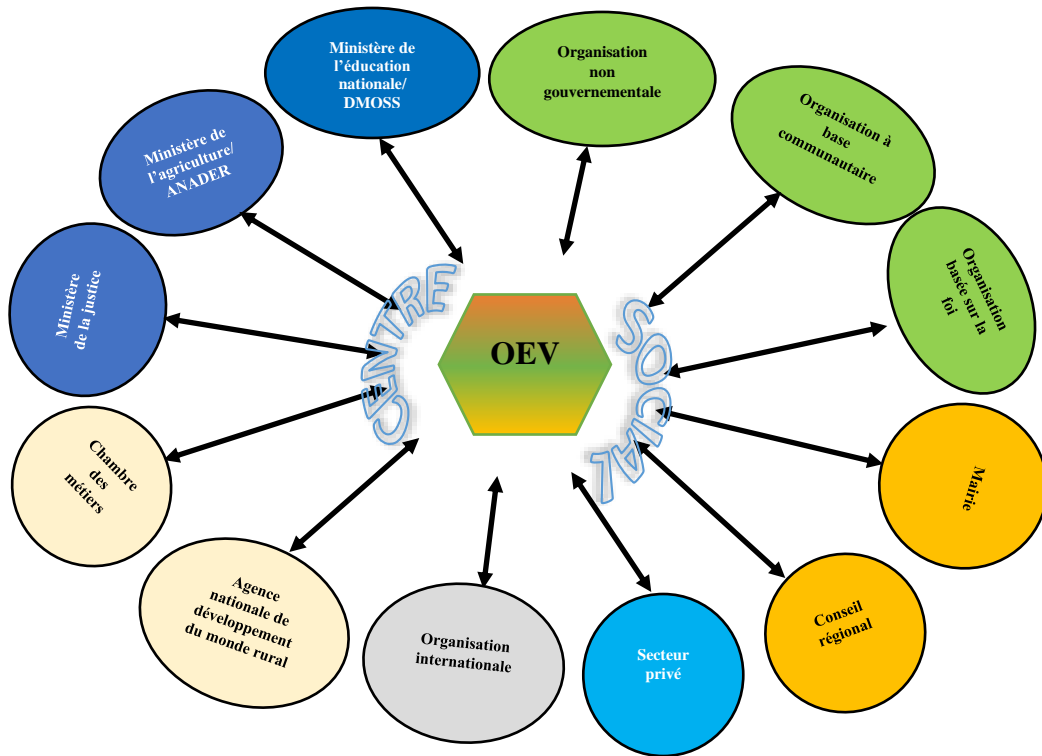 Ministère de
l'éducation
nationale/
DMOSS
Organisation
non
gouvernementale
Organisation à
base
communautaire
Organisation
basée sur la
foi
Mairie
Conseil
régional
Secteur
privé
Organisation
internationale
Agence
nationale de
développement
du monde rural
Chambre
des
métiers
Ministère
de la justice
Ministère de
l'agriculture/
ANADER
CENTRE
SOCIAL
OEV